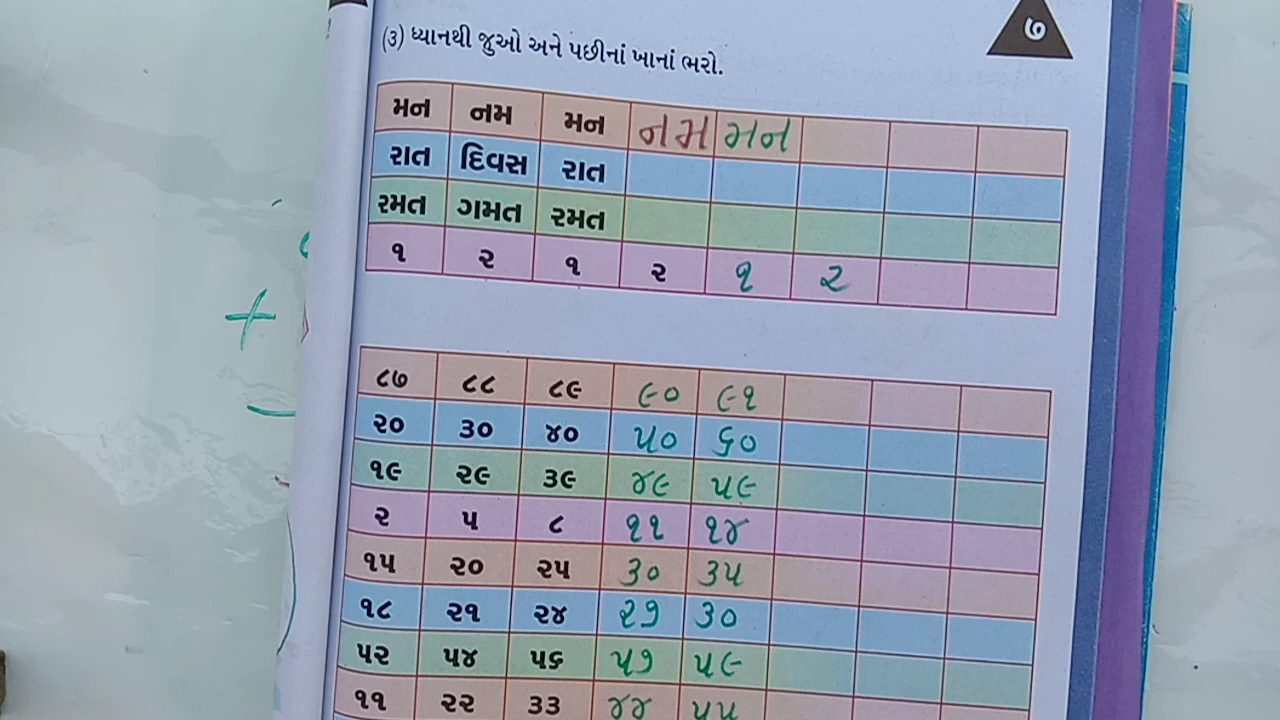 ૭
(૩) ધ્યાનથી જુઓ અને પછીનાં ખાનાં ભરો.
મન નમ મન નમ મન
રાત દિવસ રાત
રમત ગમત રમત
૧ ૨ ૧ ૨ ૧ ૨
૮૭ ૮૮ ૮૯ ૯૦ ૯૧
૨૦ ૩૦ ૪૦ ૫૦ ૬૦
૧૯ ૨૯ ૩૯ ૪૯ ૫૯
૨ ૫ ૮ ૧૧ ૧૪
૧૫ ૨૦ ૨૫ ૩૦ ૩૫
૧૮ ૨૧ ૨૪ ૨૭ ૩૦
૫૨ ૫૪ ૫૬ ૫૭ ૫૯
૧૧ ૨૨ ૩૩ ૪૪ ૫૫
+